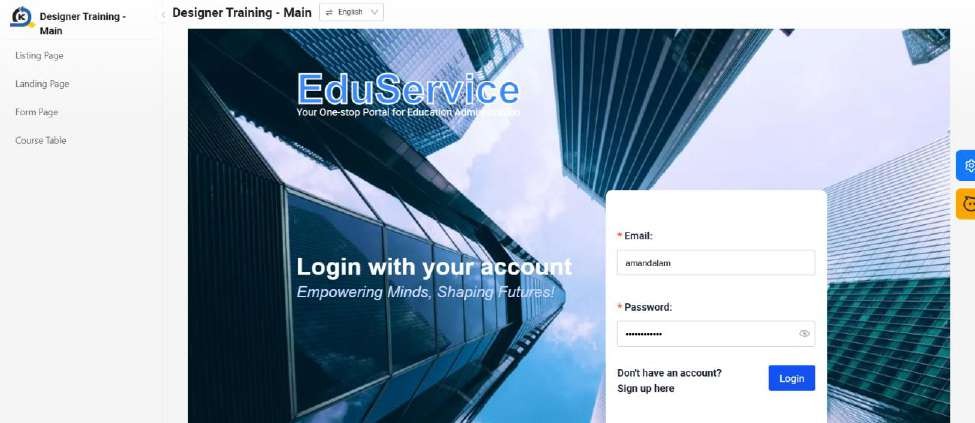 Designer Training -
Main
Listing Page
Landing Page
Form Page
Course Table
Designer Training - Main
English
EduService
Your One-stop Portal for Education Administration
Login with your account
Empowering Minds, Shaping Futures!
* Email:
amandalam
* Password:
••••••••••••
Don't have an account?
Sign up here
Login